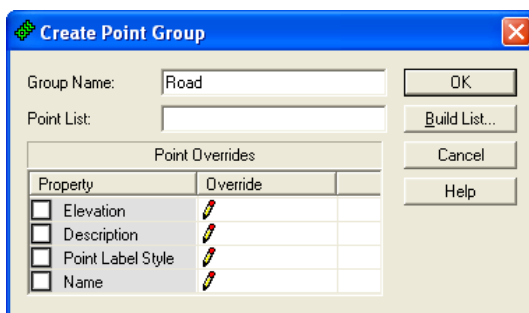 Create Point Group
Group Name: Road OK
Point List: Build List...
Point Overrides Cancel
Property Override Help
Elevation
Description
Point Label Style
Name